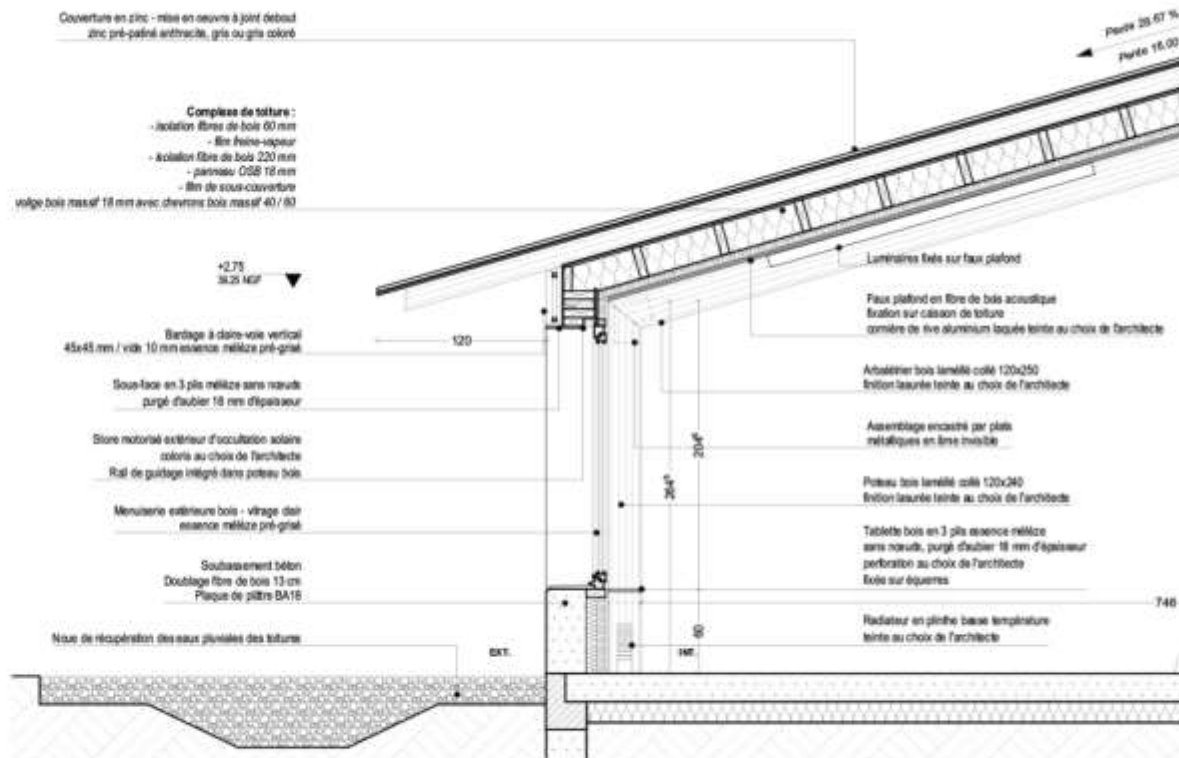 Couverture en zinc - mise en oeuvre à joint debout
zinc pré-patiné anthracite, gris ou gris coloré
Pente 28.67 %
Pente 16.00
Complexe de toiture :
- isolation fibres de bois 60 mm
- film freine-vapeur
- isolation fibre de bois 220 mm
- panneau OSB 18 mm
- film de sous-couverture
volige bois massif 18 mm avec chevrons bois massif 40 / 60
+2.75
39.25 NGF
Luminaires fixés sur faux plafond
Faux plafond en fibre de bois acoustique
fixation sur caisson de toiture
cornière de rive aluminium laquée teinte au choix de l'architecte
Bardage à claire-voie vertical
45x45 mm / vide 10 mm essence mélèze pré-grisé
120
Sous-face en 3 plis mélèze sans nœuds
purgé d'aubier 18 mm d'épaisseur
Arbalétrier bois lamellé collé 120x250
finition lasurée teinte au choix de l'architecte
Store motorisé extérieur d'occultation solaire
coloris au choix de l'architecte
Rail de guidage intégré dans poteau bois
Assemblage encastré par plats
métalliques en âme invisible
204⁵
264⁵
Poteau bois lamellé collé 120x240
finition lasurée teinte au choix de l'architecte
Menuiserie extérieure bois - vitrage clair
essence mélèze pré-grisé
Tablette bois en 3 plis essence mélèze
sans nœuds, purgé d'aubier 18 mm d'épaisseur
perforation au choix de l'architecte
fixée sur équerres
Soubassement béton
Doublage fibre de bois 13 cm
Plaque de plâtre BA18
746
60
Radiateur en plinthe basse température
teinte au choix de l'architecte
Noue de récupération des eaux pluviales des toitures
EXT.
INT.